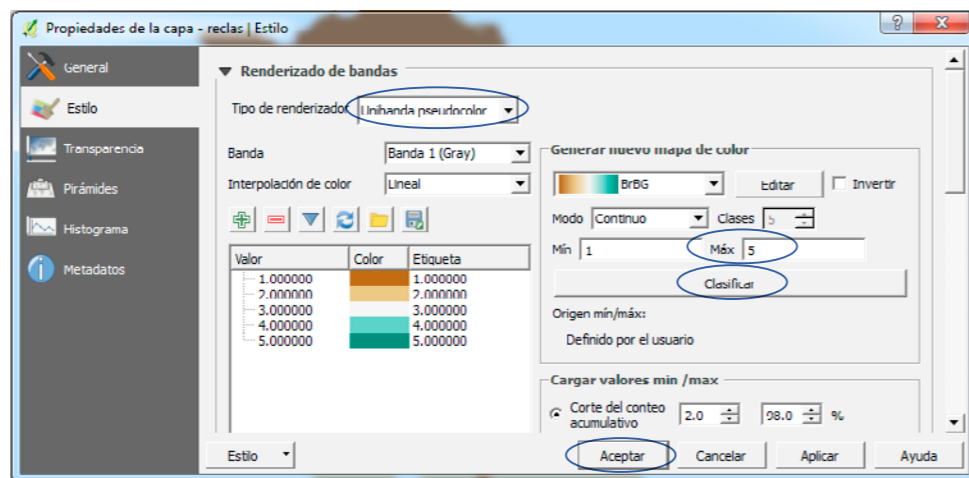 Propiedades de la capa - reclas | Estilo
General
Estilo
Transparencia
Pirámides
Histograma
Metadatos
Renderizado de bandas
Tipo de renderizador Unibanda pseudocolor
Banda Banda 1 (Gray)
Interpolación de color Lineal
Valor Color Etiqueta
1.000000 1.000000
2.000000 2.000000
3.000000 3.000000
4.000000 4.000000
5.000000 5.000000
Generar nuevo mapa de color
BrBG Editar Invertir
Modo Continuo Clases 5
Mín 1 Máx 5
Clasificar
Origen mín/máx:
Definido por el usuario
Cargar valores min /max
Corte del conteo
acumulativo 2.0 98.0 %
Estilo Aceptar Cancelar Aplicar Ayuda